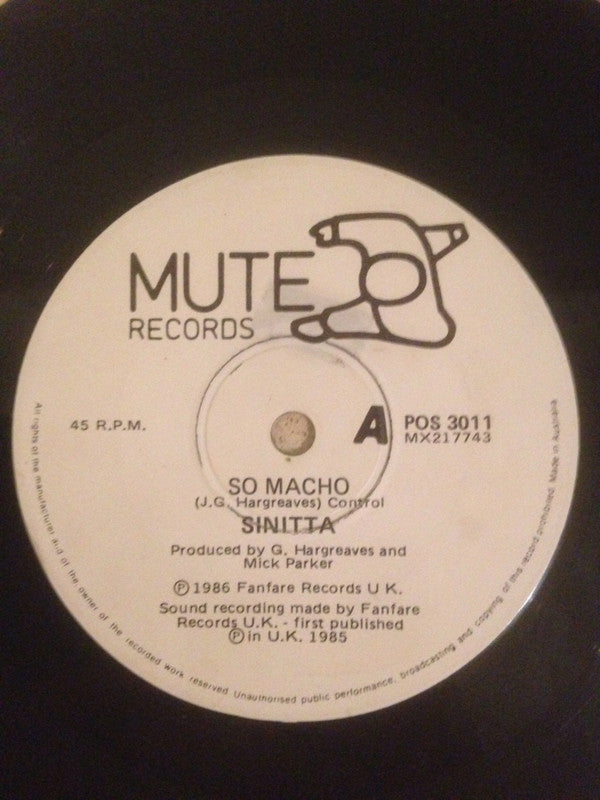 MUTE
RECORDS
45 R.P.M.
A
POS 3011
MX217743
SO MACHO
(J.G. Hargreaves) Control
SINITTA
Produced by G. Hargreaves and
Mick Parker
Ⓟ 1986 Fanfare Records U K.
Sound recording made by Fanfare
Records U.K. - first published
Ⓟ in U.K. 1985
All rights of the manufacturer and of the owner of the recorded work reserved Unauthorised public performance, broadcasting and copying of this record prohibited. Made in Australia